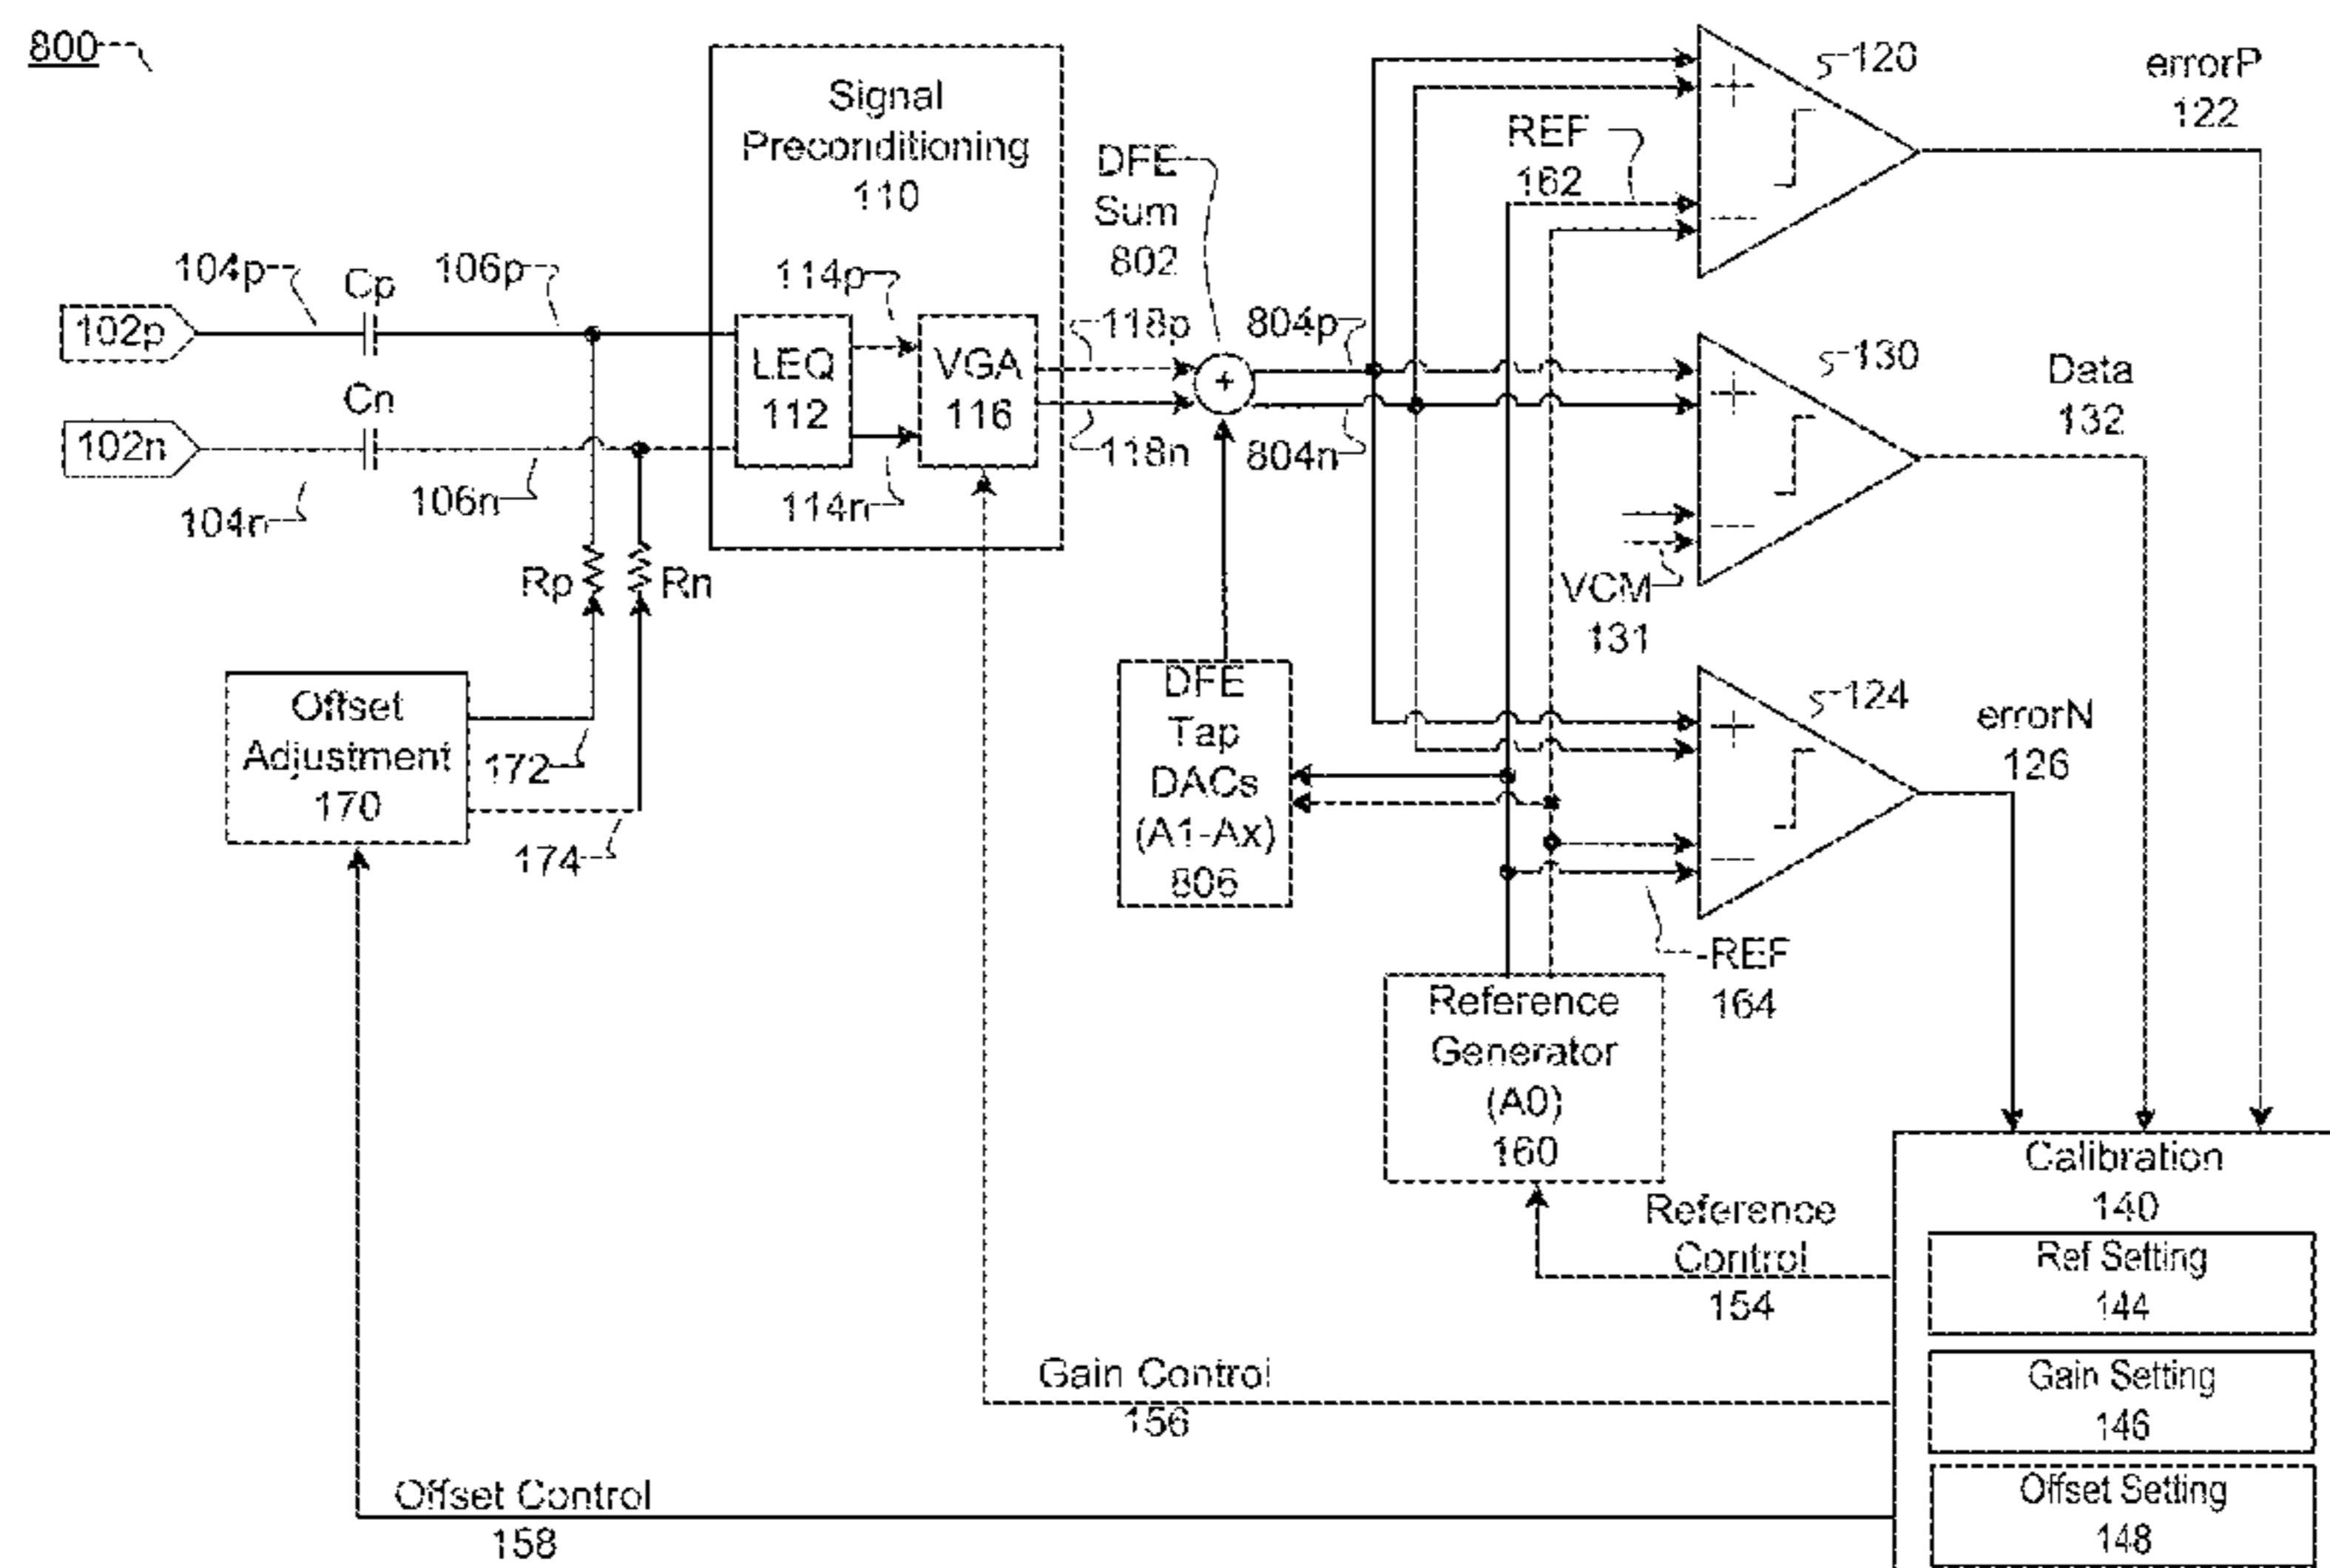 800
Signal
Preconditioning
110
104p
Cp
106p
102p
Cn
102n
104n
106n
114p
LEQ
112
VGA
116
114n
118p
118n
DFE
Sum
802
+
804p
804n
REF
162
+
120
errorP
122
+
130
Data
132
VCM
131
Rp
Rn
Offset
Adjustment
170
172
174
DFE
Tap
DACs
(A1-Ax)
806
+
124
errorN
126
-REF
164
Reference
Generator
(A0)
160
Reference
Control
154
Calibration
140
Ref Setting
144
Gain Setting
146
Offset Setting
148
Gain Control
156
Offset Control
158